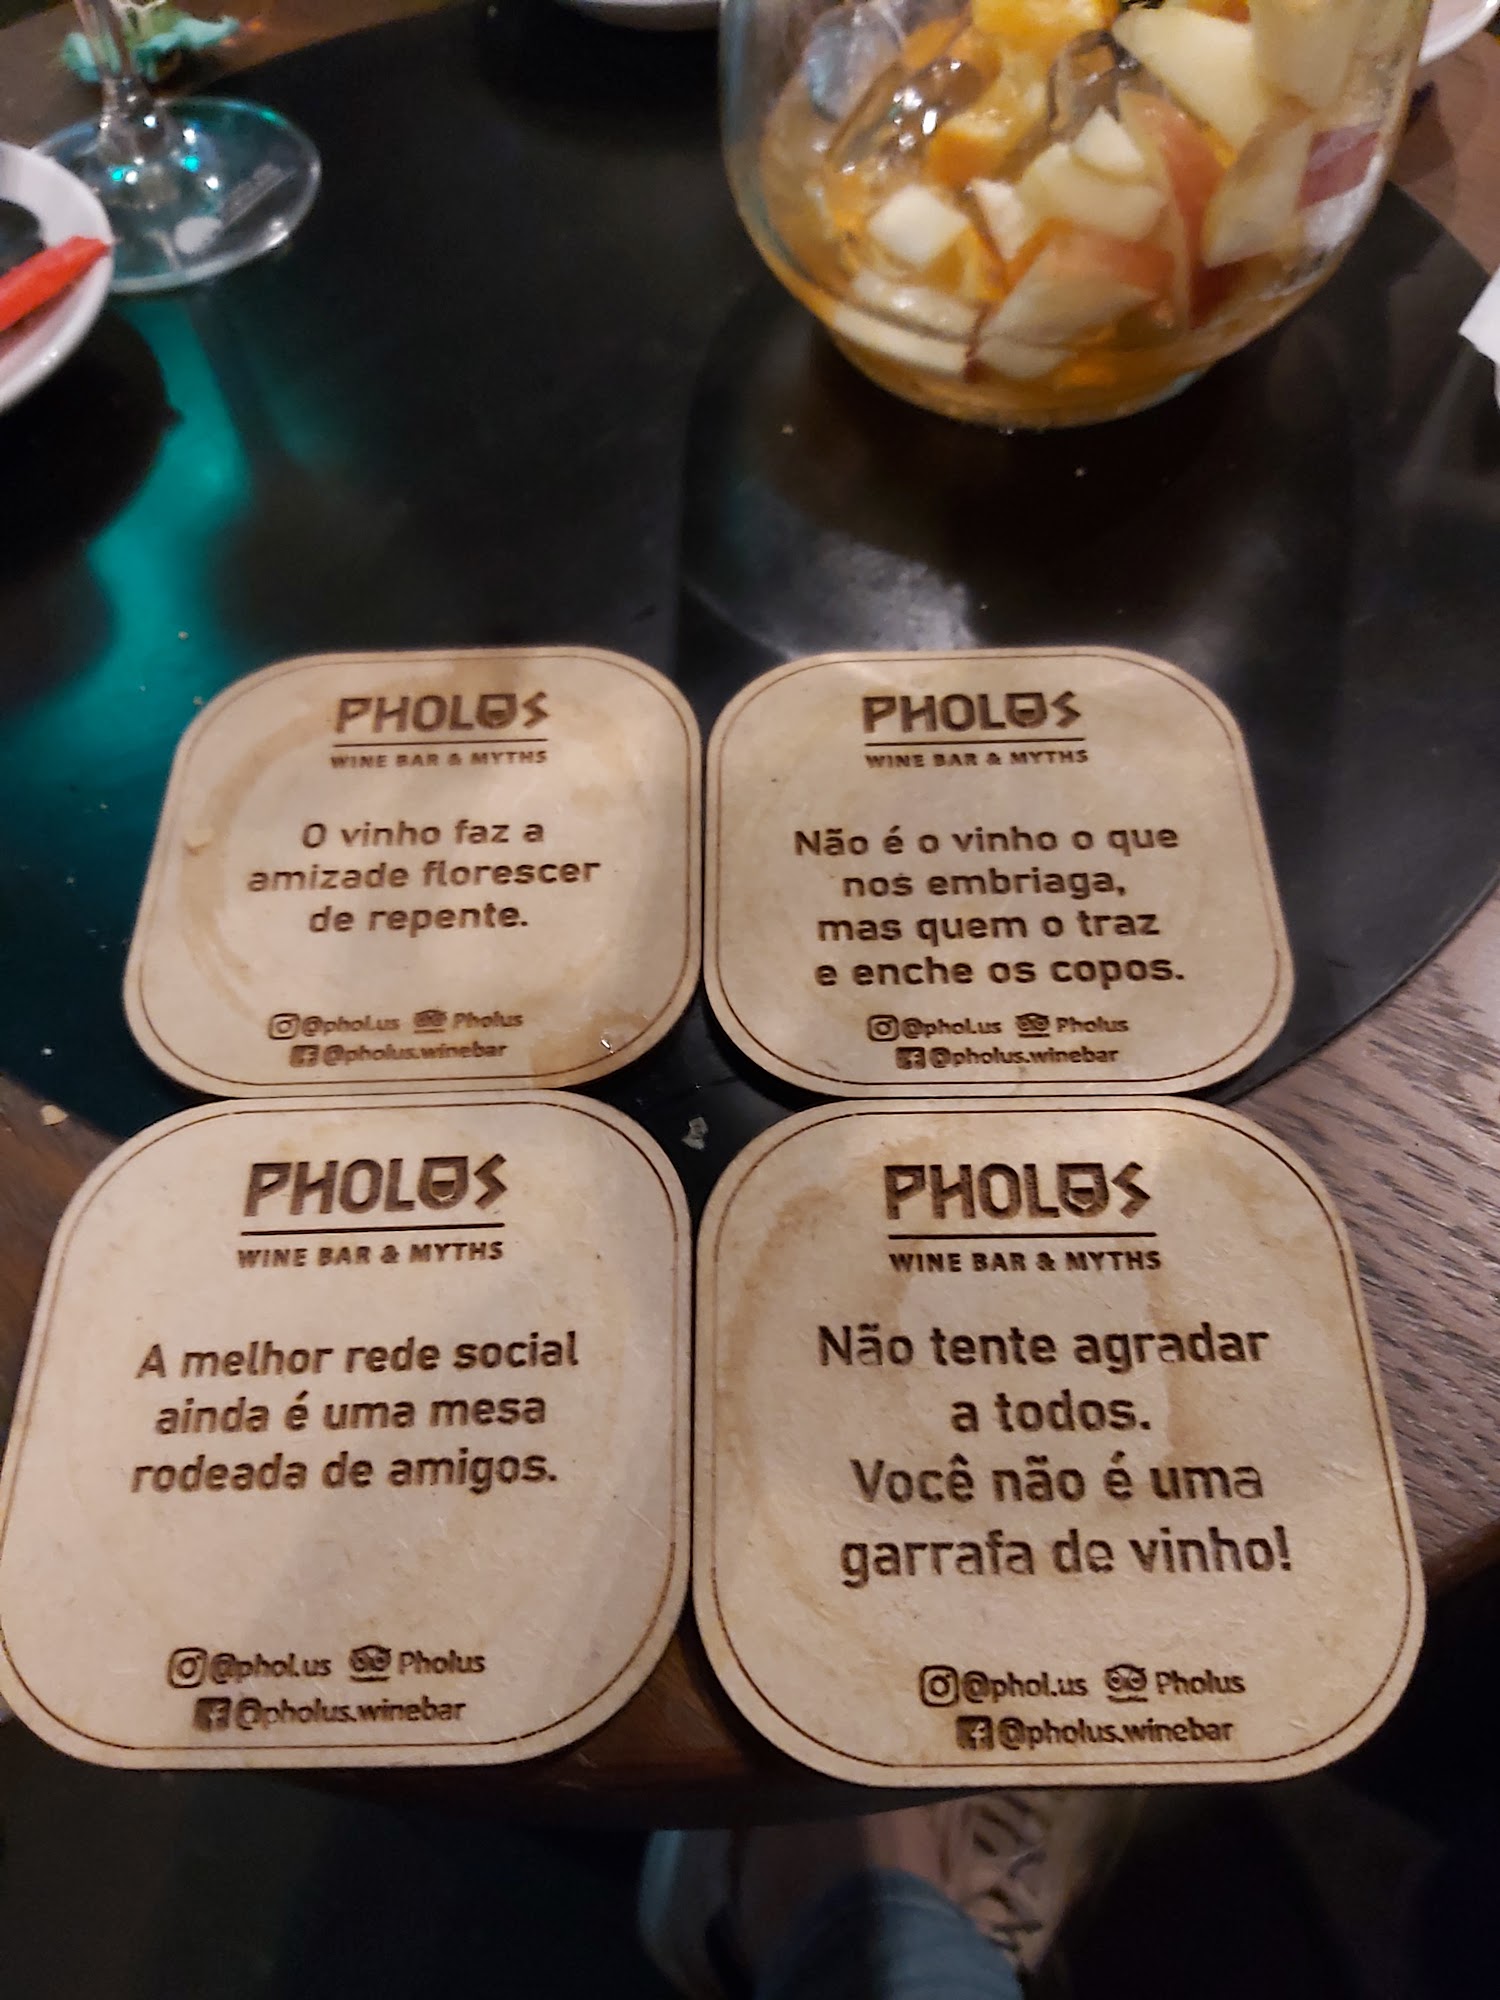 PHOLUS
WINE BAR & MYTHS
O vinho faz a
amizade florescer
de repente.
@phol.us Pholus
@pholus.winebar
PHOLUS
WINE BAR & MYTHS
Não é o vinho o que
nos embriaga,
mas quem o traz
e enche os copos.
@phol.us Pholus
@pholus.winebar
PHOLUS
WINE BAR & MYTHS
A melhor rede social
ainda é uma mesa
rodeada de amigos.
@phol.us Pholus
@pholus.winebar
PHOLUS
WINE BAR & MYTHS
Não tente agradar
a todos.
Você não é uma
garrafa de vinho!
@phol.us Pholus
@pholus.winebar